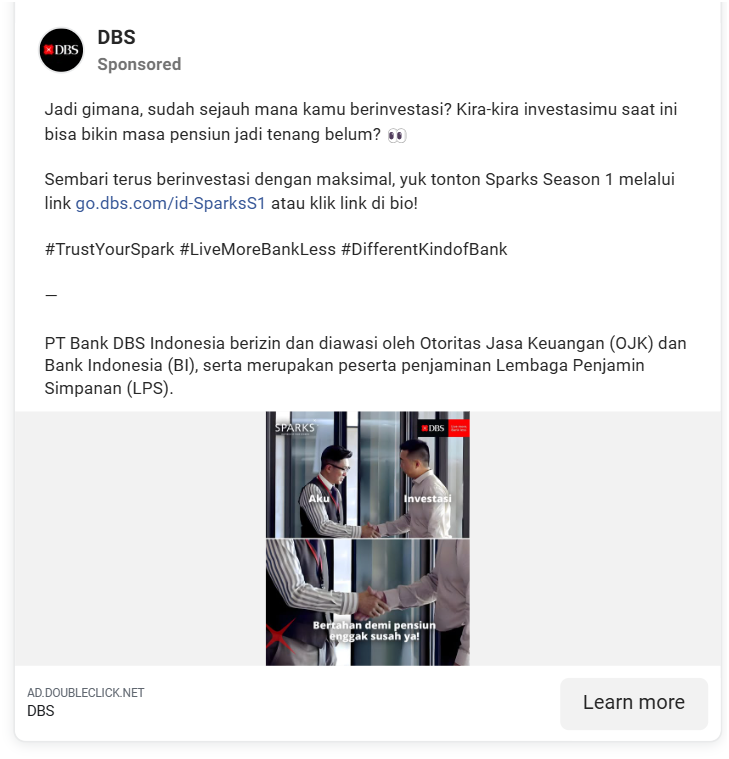 DBS
DBS
Sponsored
Jadi gimana, sudah sejauh mana kamu berinvestasi? Kira-kira investasimu saat ini
bisa bikin masa pensiun jadi tenang belum? 👀
Sembari terus berinvestasi dengan maksimal, yuk tonton Sparks Season 1 melalui
link go.dbs.com/id-SparksS1 atau klik link di bio!
#TrustYourSpark #LiveMoreBankLess #DifferentKindofBank
—
PT Bank DBS Indonesia berizin dan diawasi oleh Otoritas Jasa Keuangan (OJK) dan
Bank Indonesia (BI), serta merupakan peserta penjaminan Lembaga Penjamin
Simpanan (LPS).
SPARKS
DBS
Aku
Investasi
Bertahan demi pensiun
enggak susah ya!
AD.DOUBLECLICK.NET
DBS
Learn more